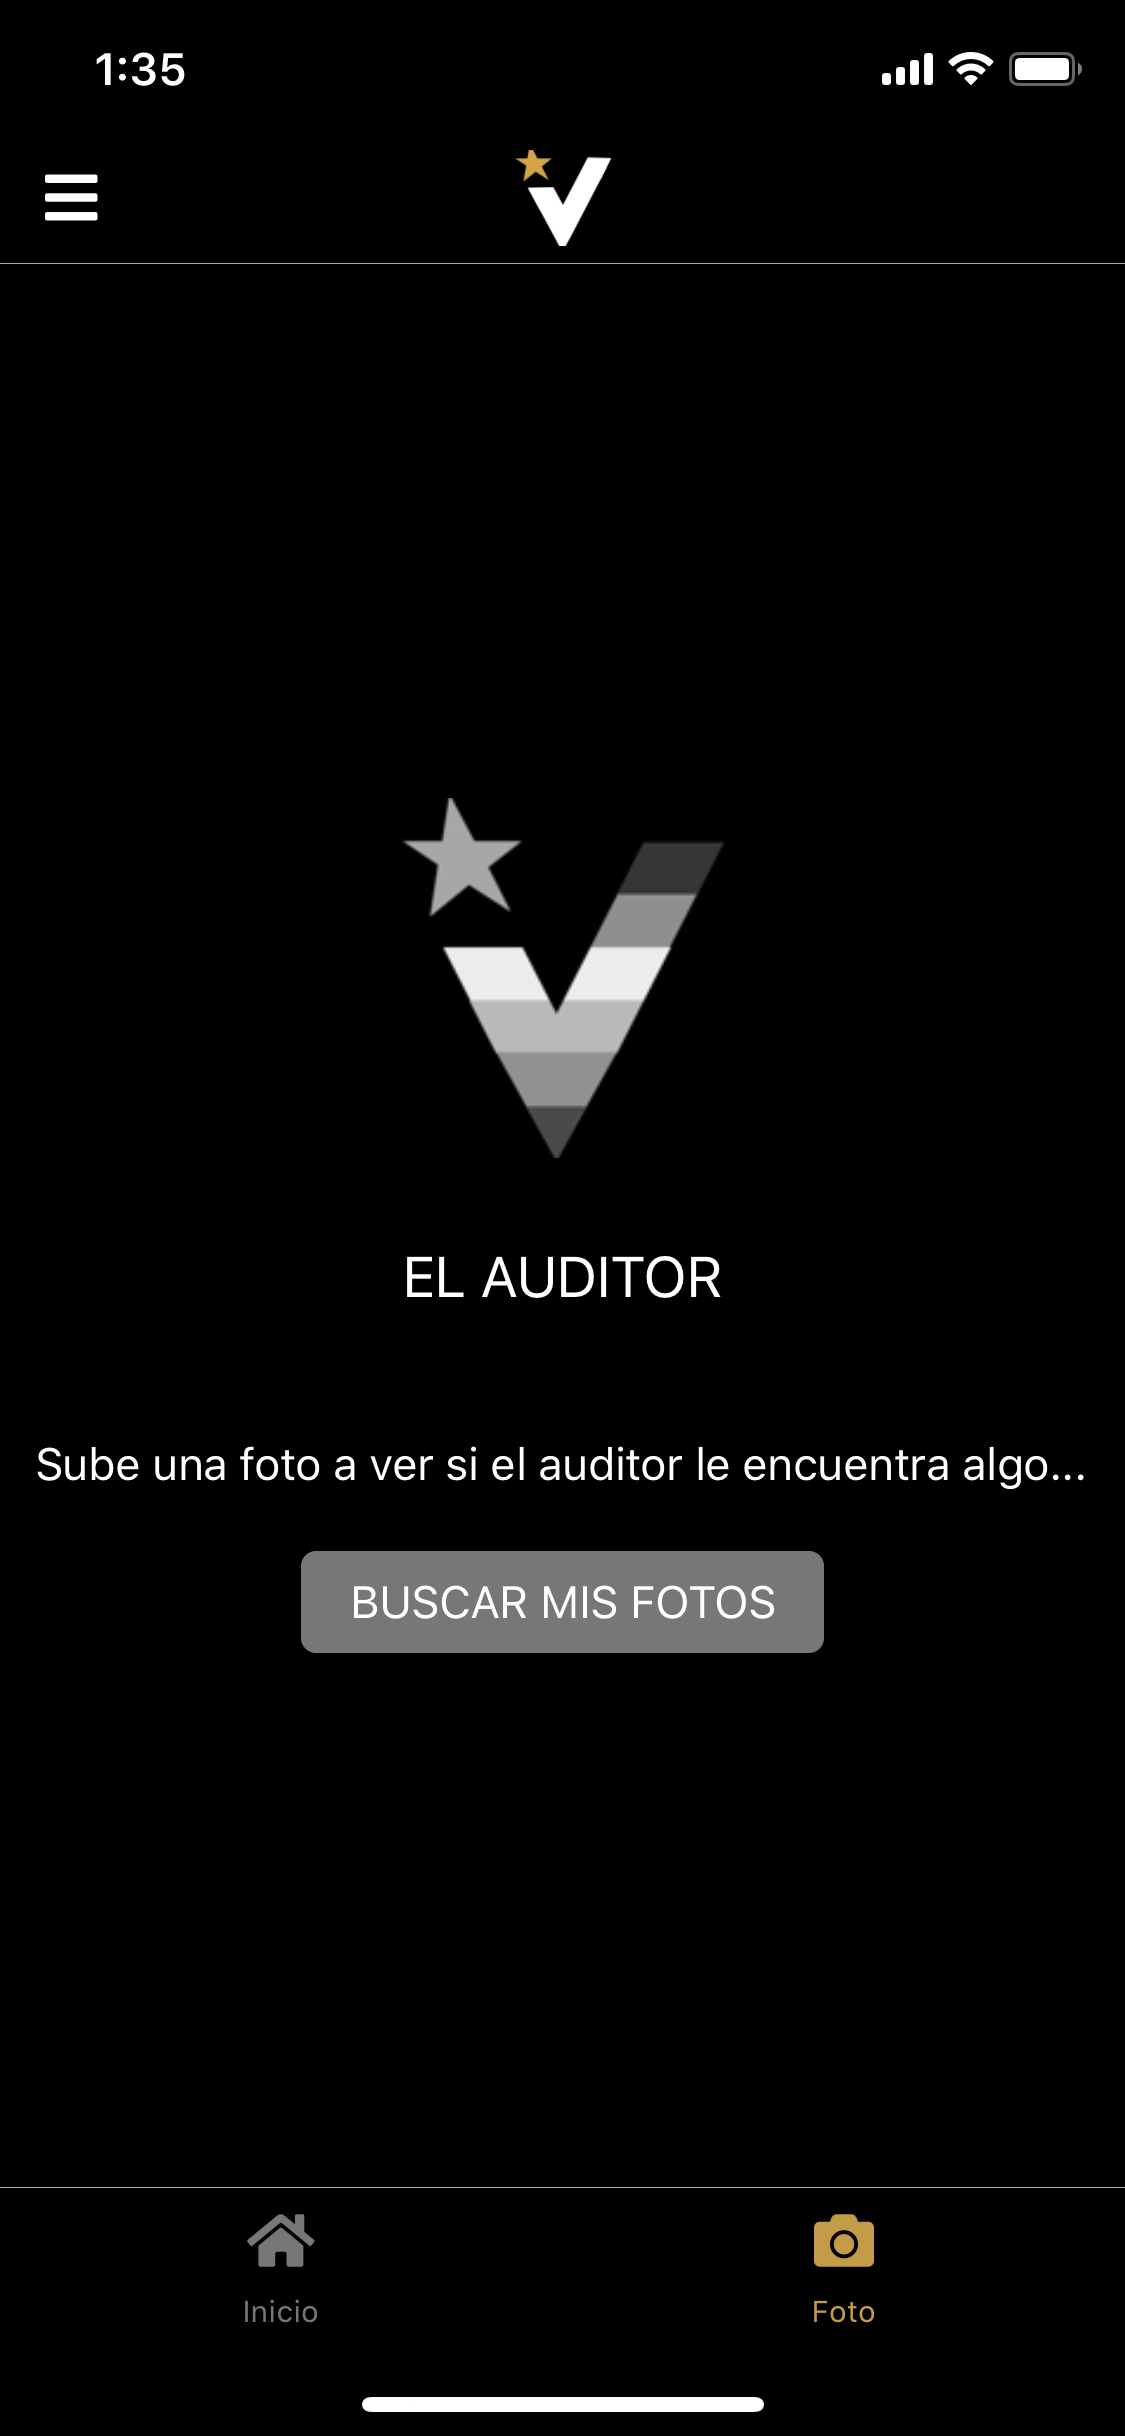 1:35
EL AUDITOR
Sube una foto a ver si el auditor le encuentra algo...
BUSCAR MIS FOTOS
Inicio
Foto